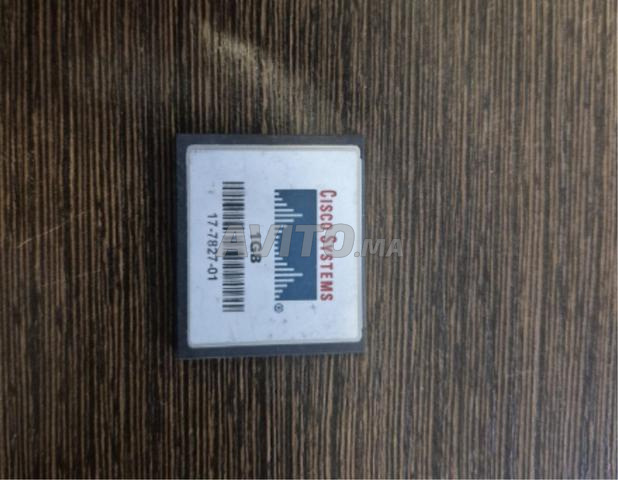 CISCO SYSTEMS
®
1GB
17-7827-01
AVITO.MA